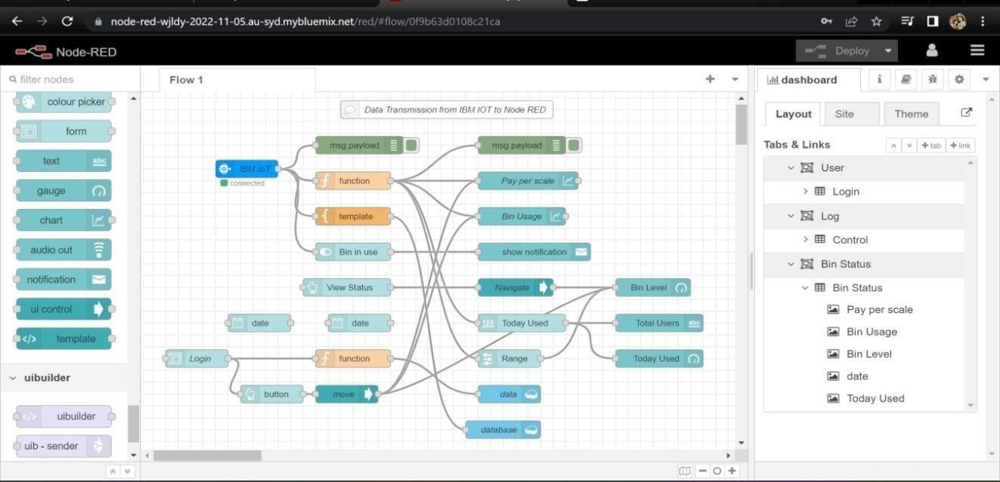 node-red-wjldy-2022-11-05.au-syd.mybluemix.net/red/#flow/0f9b63d0108c21ca
Node-RED
Deploy
filter nodes
colour picker
form
text
abc
gauge
chart
audio out
notification
ui control
template
uibuilder
uibuilder
uib - sender
Flow 1
Data Transmission from IBM IOT to Node RED
msg.payload
msg.payload
IBM IoT
connected
function
Pay per scale
template
Bin Usage
Bin in use
show notification
View Status
Navigate
Bin Level
date
date
123
Today Used
Total Users
abc
Login
function
Range
Today Used
button
move
data
database
dashboard
i
Layout
Site
Theme
Tabs & Links
+ tab
+ link
User
Login
Log
Control
Bin Status
Bin Status
Pay per scale
Bin Usage
Bin Level
date
Today Used